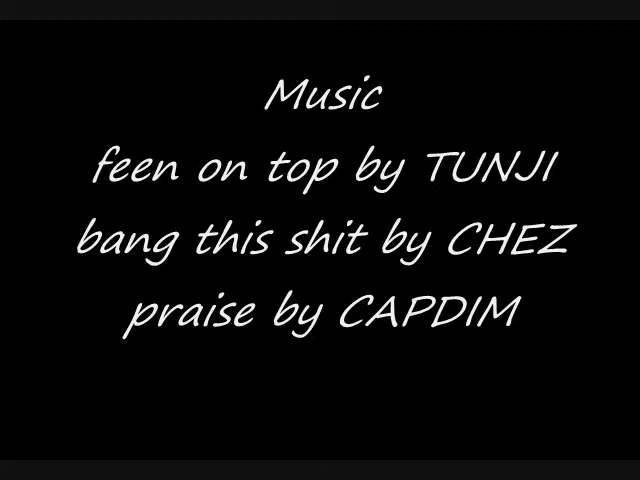 Music
feen on top by TUNJI
bang this shit by CHEZ
praise by CAPDIM